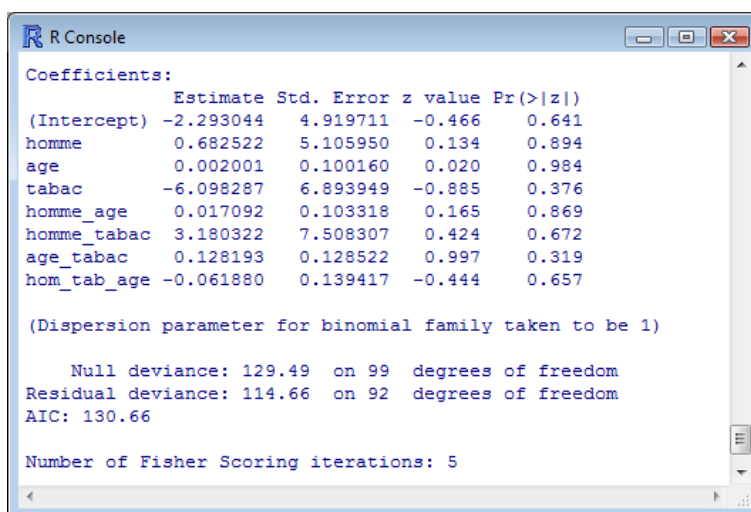 R Console
Coefficients:
Estimate Std. Error z value Pr(>|z|)
(Intercept) -2.293044 4.919711 -0.466 0.641
homme 0.682522 5.105950 0.134 0.894
age 0.002001 0.100160 0.020 0.984
tabac -6.098287 6.893949 -0.885 0.376
homme_age 0.017092 0.103318 0.165 0.869
homme_tabac 3.180322 7.508307 0.424 0.672
age_tabac 0.128193 0.128522 0.997 0.319
hom_tab_age -0.061880 0.139417 -0.444 0.657
(Dispersion parameter for binomial family taken to be 1)
Null deviance: 129.49 on 99 degrees of freedom
Residual deviance: 114.66 on 92 degrees of freedom
AIC: 130.66
Number of Fisher Scoring iterations: 5